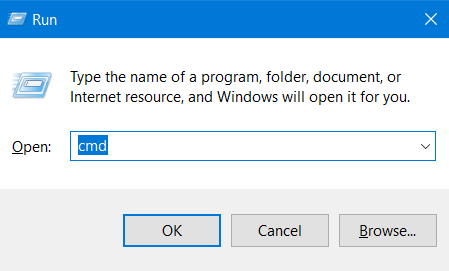 Run
Type the name of a program, folder, document, or
Internet resource, and Windows will open it for you.
Open: cmd
OK Cancel Browse...